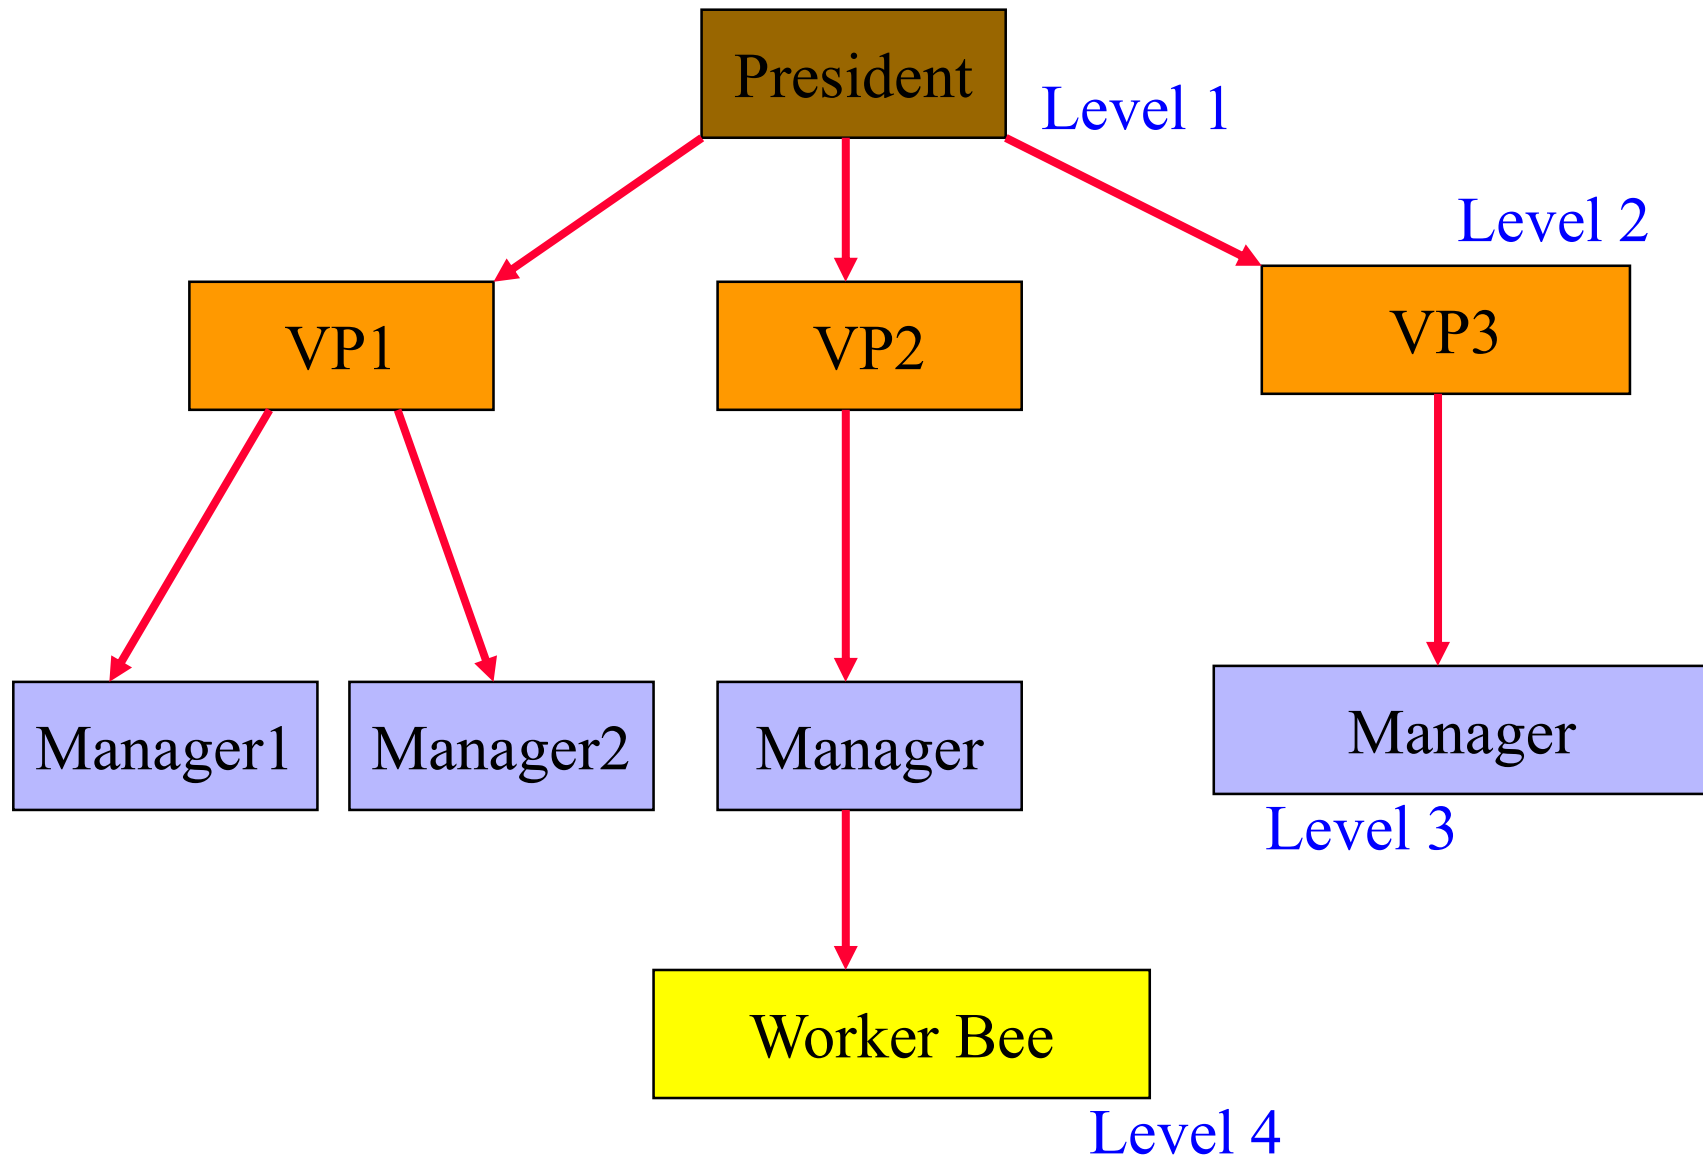 President
Level 1
Level 2
VP1
VP2
VP3
Manager1
Manager2
Manager
Manager
Level 3
Worker Bee
Level 4